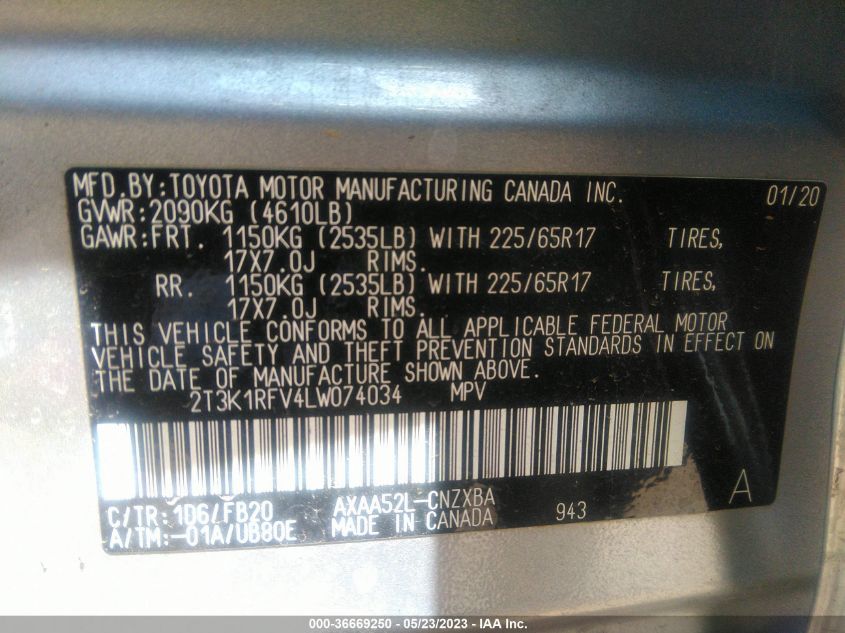 MFD.BY:TOYOTA MOTOR MANUFACTURING CANADA INC. 01/20
GVWR:2090KG (4610LB)
GAWR:FRT. 1150KG (2535LB) WITH 225/65R17 TIRES,
17X7.0J RIMS.
RR. 1150KG (2535LB) WITH 225/65R17 TIRES,
17X7.0J RIMS.
THIS VEHICLE CONFORMS TO ALL APPLICABLE FEDERAL MOTOR
VEHICLE SAFETY AND THEFT PREVENTION STANDARDS IN EFFECT ON
THE DATE OF MANUFACTURE SHOWN ABOVE.
2T3K1RFV4LW074034 MPV
A
C/TR:1D6/FB20 AXAA52L-CNZXBA
A/TM:-01A/UB80E MADE IN CANADA 943
000-36669250 - 05/23/2023 - IAA Inc.